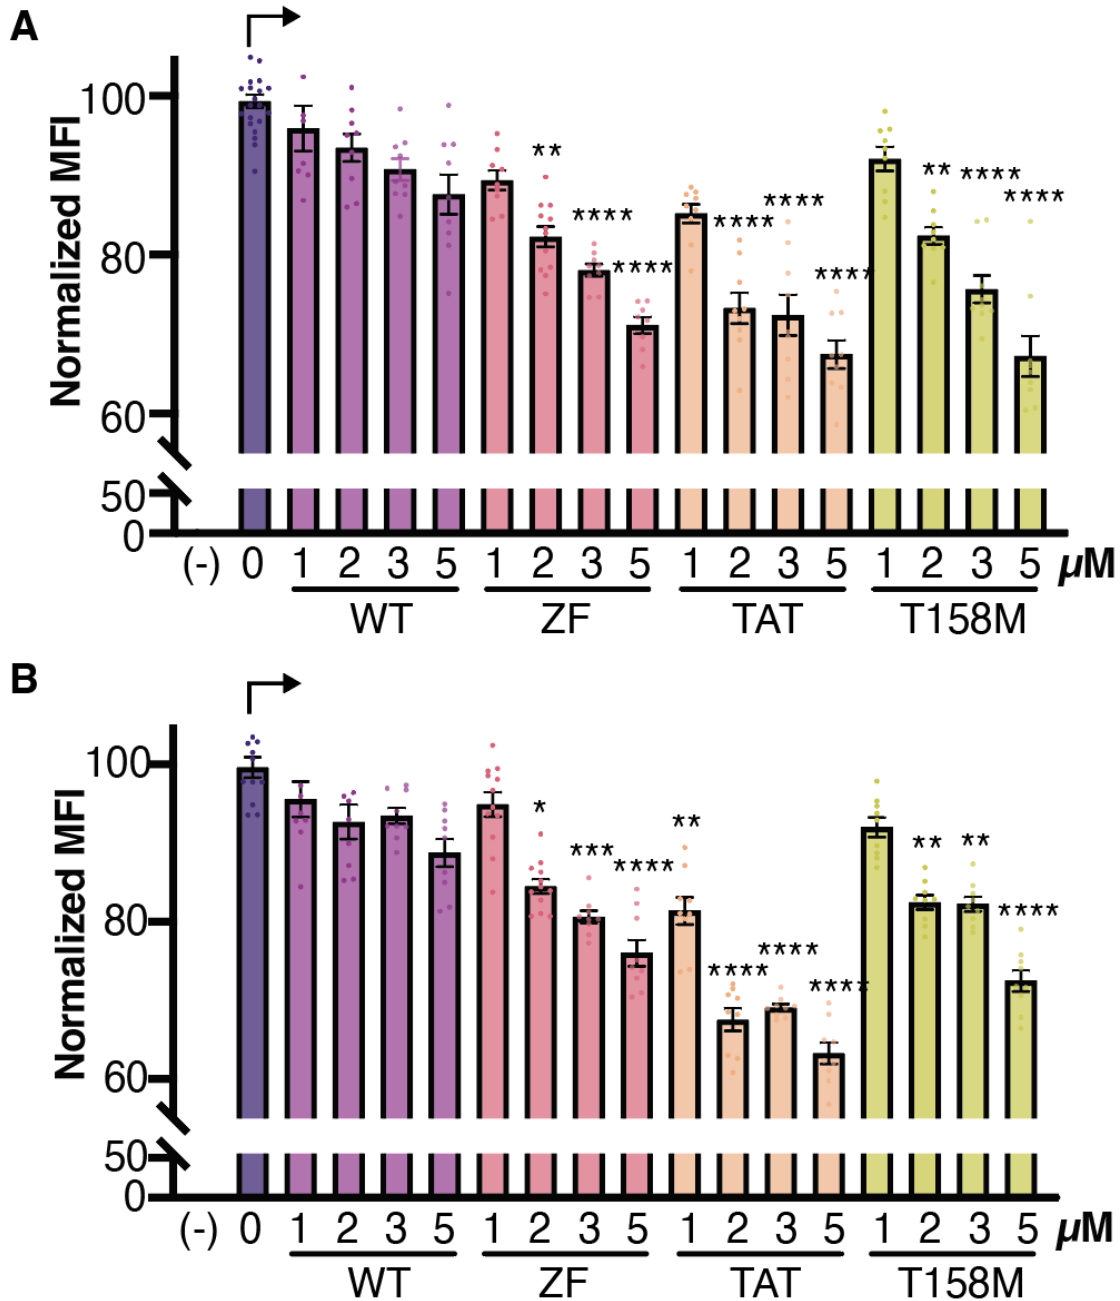 A
Normalized MFI
100
80
60
50
0
** **** **** **** **** **** ** **** ****
(-) 0 1 2 3 5 1 2 3 5 1 2 3 5 1 2 3 5 µM
WT ZF TAT T158M
B
Normalized MFI
100
80
60
50
0
* *** **** ** **** **** **** ** ** ****
(-) 0 1 2 3 5 1 2 3 5 1 2 3 5 1 2 3 5 µM
WT ZF TAT T158M